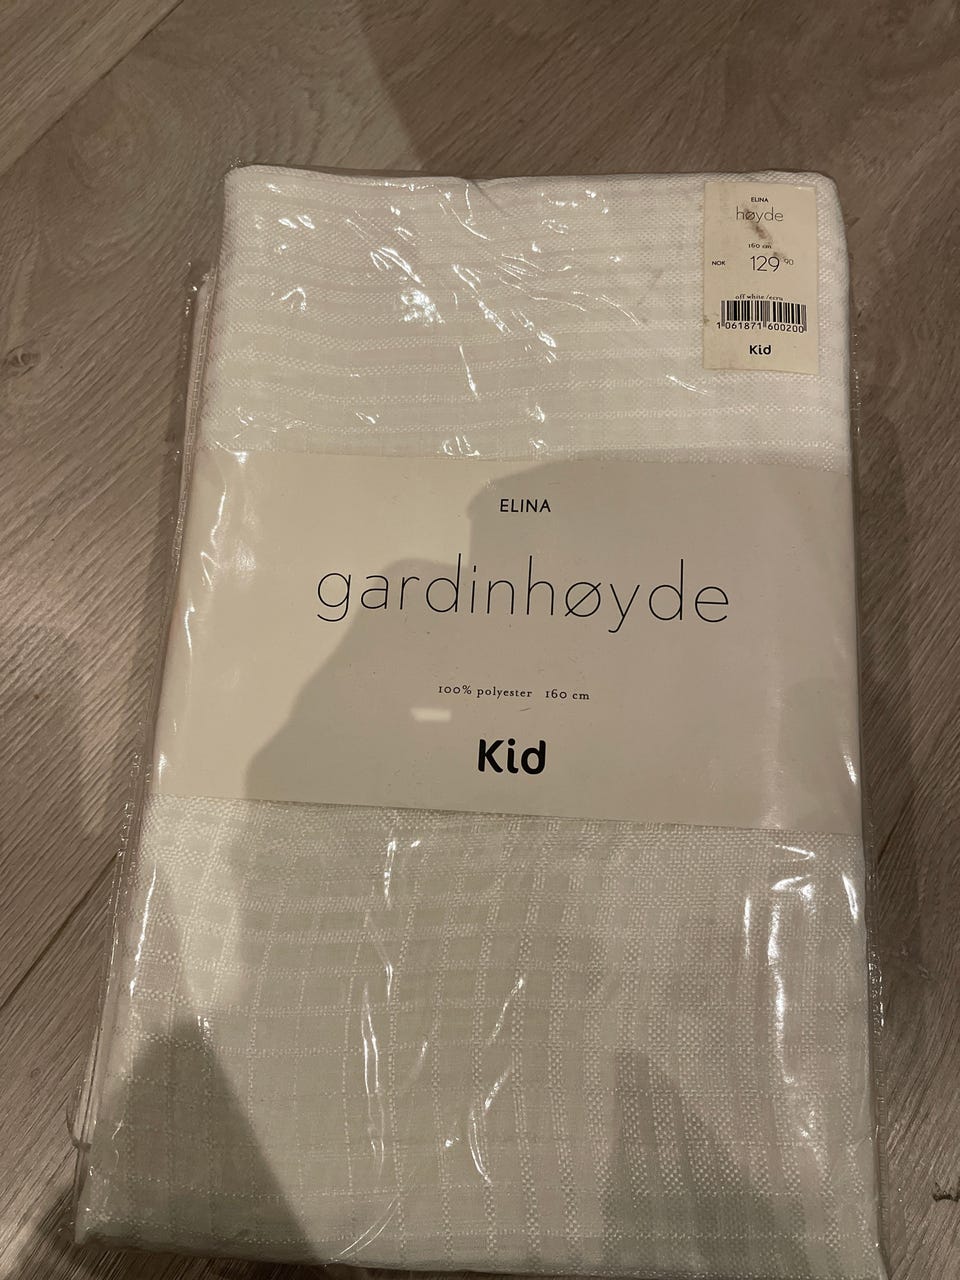 ELINA
høyde
160 cm
NOK 129 90
off white/ecru
1 061871 600200
Kid
ELINA
gardinhøyde
100% polyester 160 cm
Kid